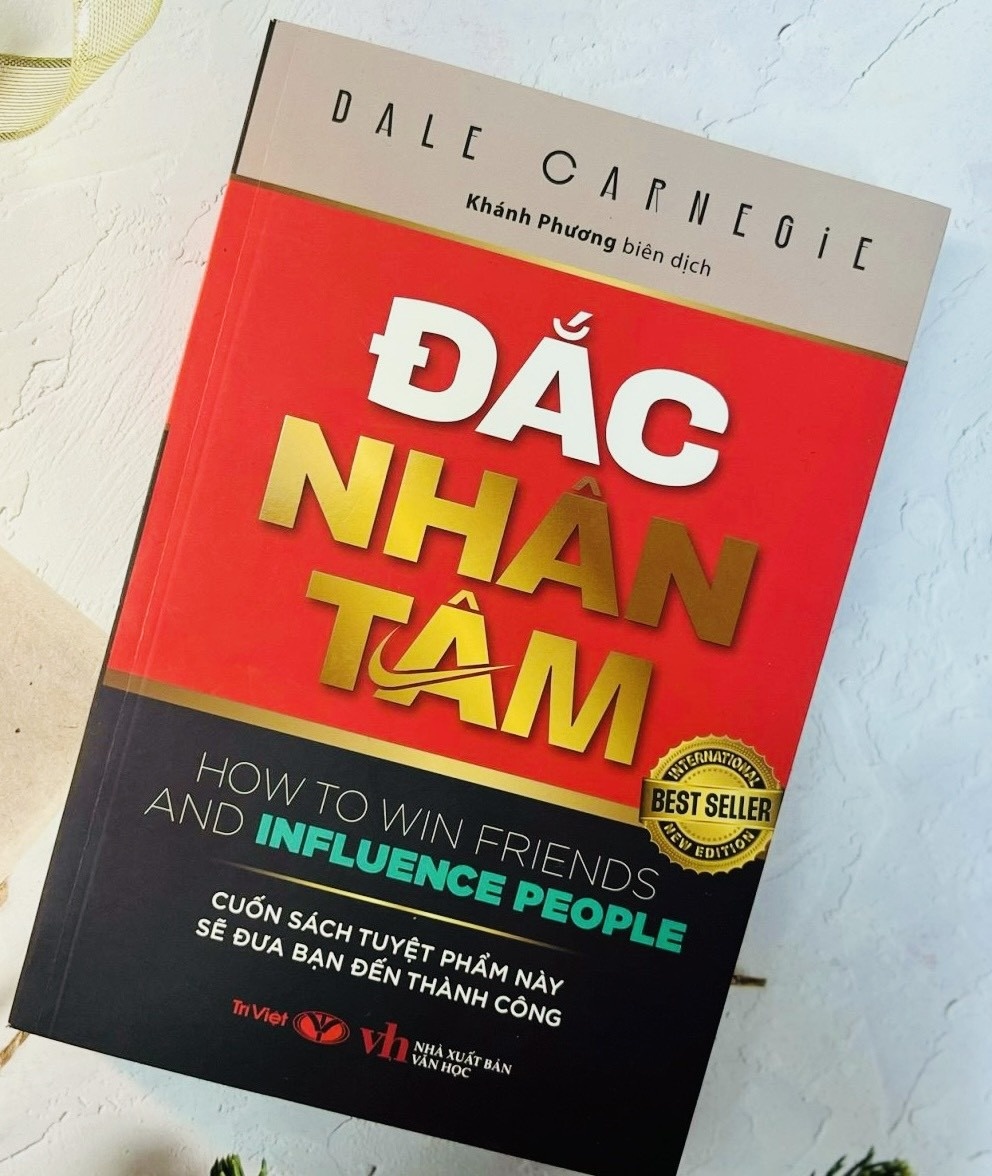 DALE CARNEGiE
Khánh Phương biên dịch
ĐẮC
NHÂN
TÂM
INTERNATIONAL
BEST SELLER
NEW EDITION
HOW TO WIN FRIENDS
AND INFLUENCE PEOPLE
CUỐN SÁCH TUYỆT PHẨM NÀY
SẼ ĐƯA BẠN ĐẾN THÀNH CÔNG
Trí Việt
vh NHÀ XUẤT BẢN
VĂN HỌC